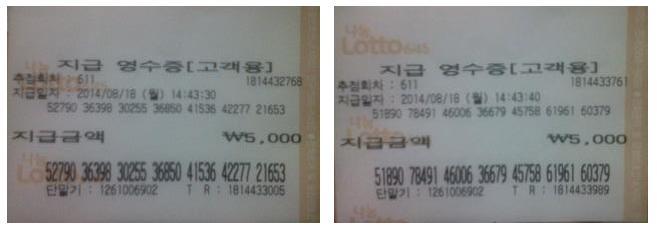 지급 영수증[고객용]
추첨회차 : 611
1814432768
지급일자 : 2014/08/18 (월) 14:43:30
52790 36398 30255 36850 41536 42277 21653
지급금액 ₩5,000
52790 36398 30255 36850 41536 42277 21653
단말기 : 1261006902 T R : 1814433005
나눔
Lotto 6/45
지급 영수증[고객용]
추첨회차 : 611
1814433761
지급일자 : 2014/08/18 (월) 14:43:40
51890 78491 46006 36679 45758 61961 60379
지급금액 ₩5,000
51890 78491 46006 36679 45758 61961 60379
단말기 : 1261006902 T R : 1814433989